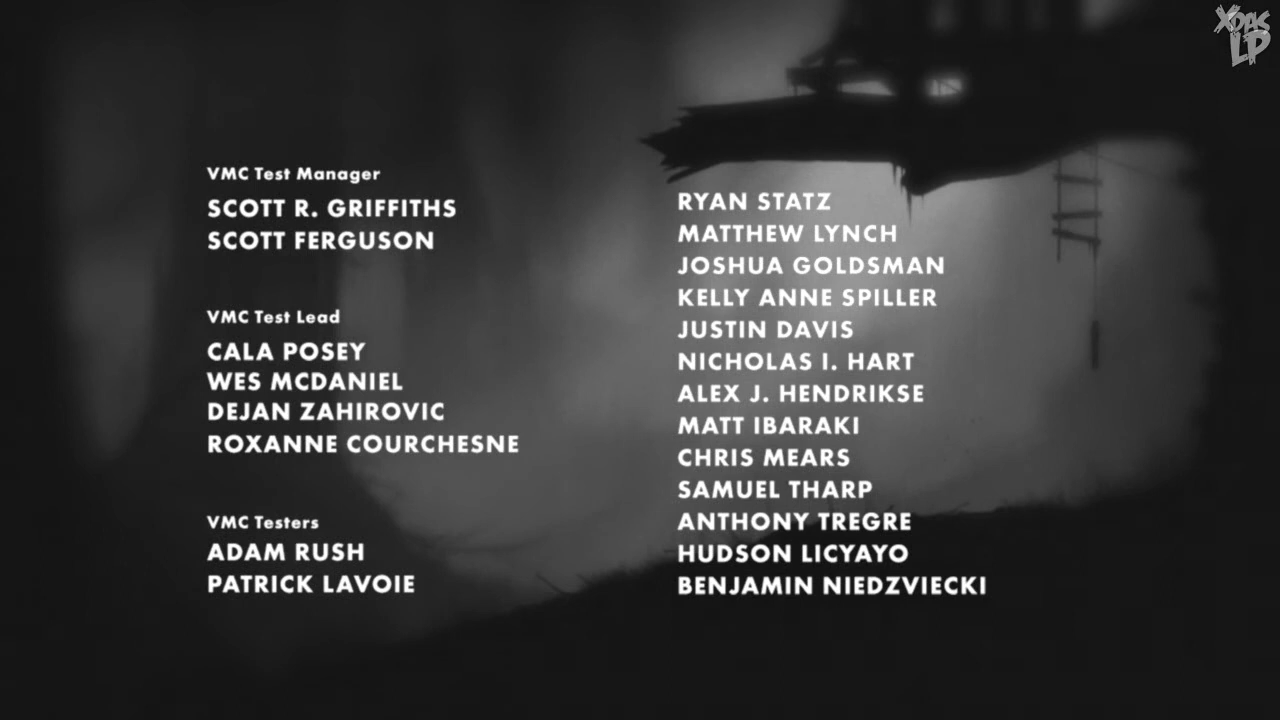 VMC Test Manager
SCOTT R. GRIFFITHS
SCOTT FERGUSON
VMC Test Lead
CALA POSEY
WES MCDANIEL
DEJAN ZAHIROVIC
ROXANNE COURCHESNE
VMC Testers
ADAM RUSH
PATRICK LAVOIE
RYAN STATZ
MATTHEW LYNCH
JOSHUA GOLDSMAN
KELLY ANNE SPILLER
JUSTIN DAVIS
NICHOLAS I. HART
ALEX J. HENDRIKSE
MATT IBARAKI
CHRIS MEARS
SAMUEL THARP
ANTHONY TREGRE
HUDSON LICYAYO
BENJAMIN NIEDZVIECKI
XDAS
LP